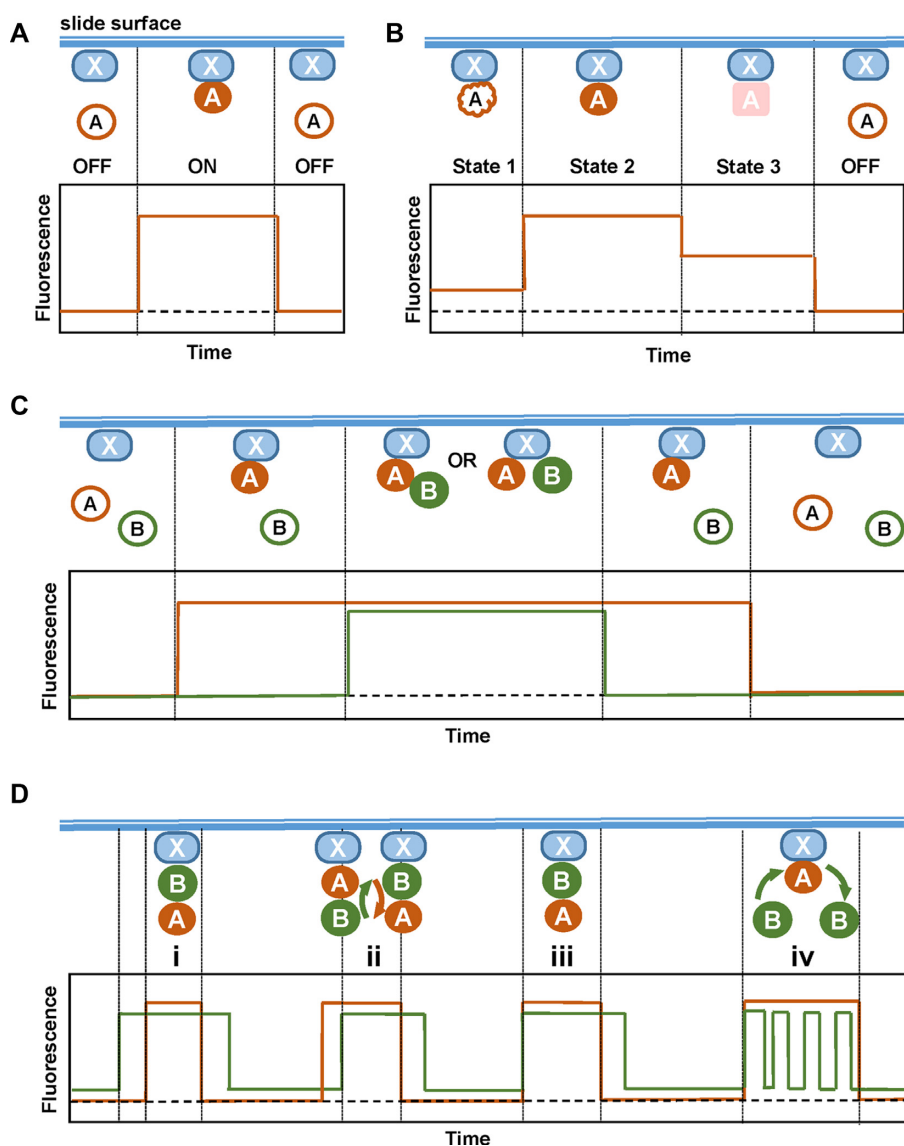 A
slide surface
X X X
A A A
OFF ON OFF
Fluorescence
Time
B
X X X X
A A A A
State 1 State 2 State 3 OFF
Fluorescence
Time
C
X X X X X X
A A A OR A A A
B B B B B B
Fluorescence
Time
D
X X X X X
B A B B A
A B A A B B
i ii iii iv
Fluorescence
Time